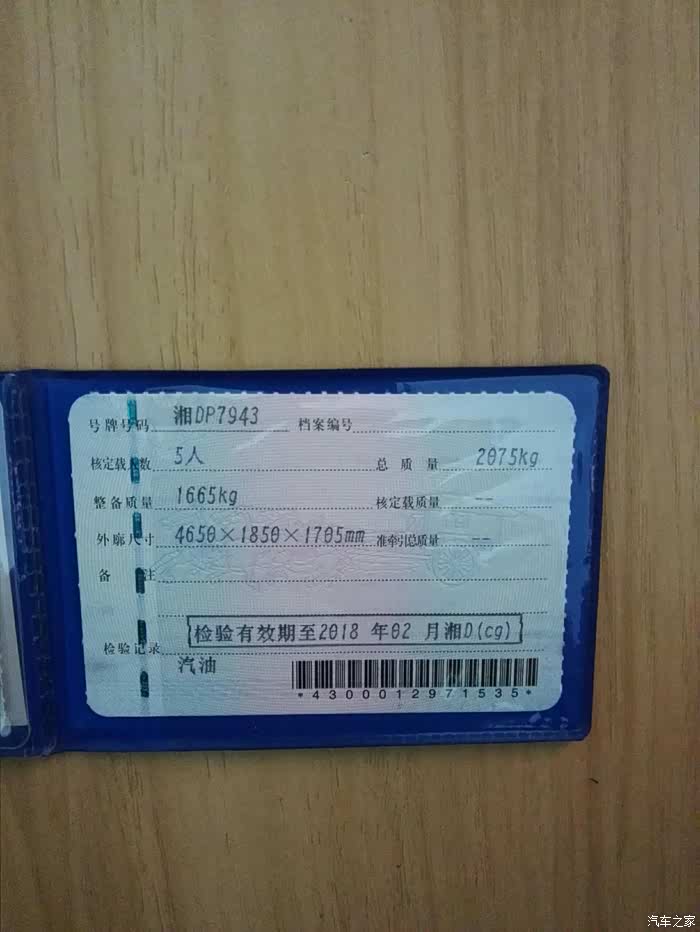 号牌号码 湘DP7943 档案编号
核定载人数 5人 总质量 2075kg
整备质量 1665kg 核定载质量 --
外廓尺寸 4650×1850×1705mm 准牵引总质量 --
备注
检验有效期至2018 年02 月湘D(cg)
检验记录
汽油
*4300012971535*
汽车之家